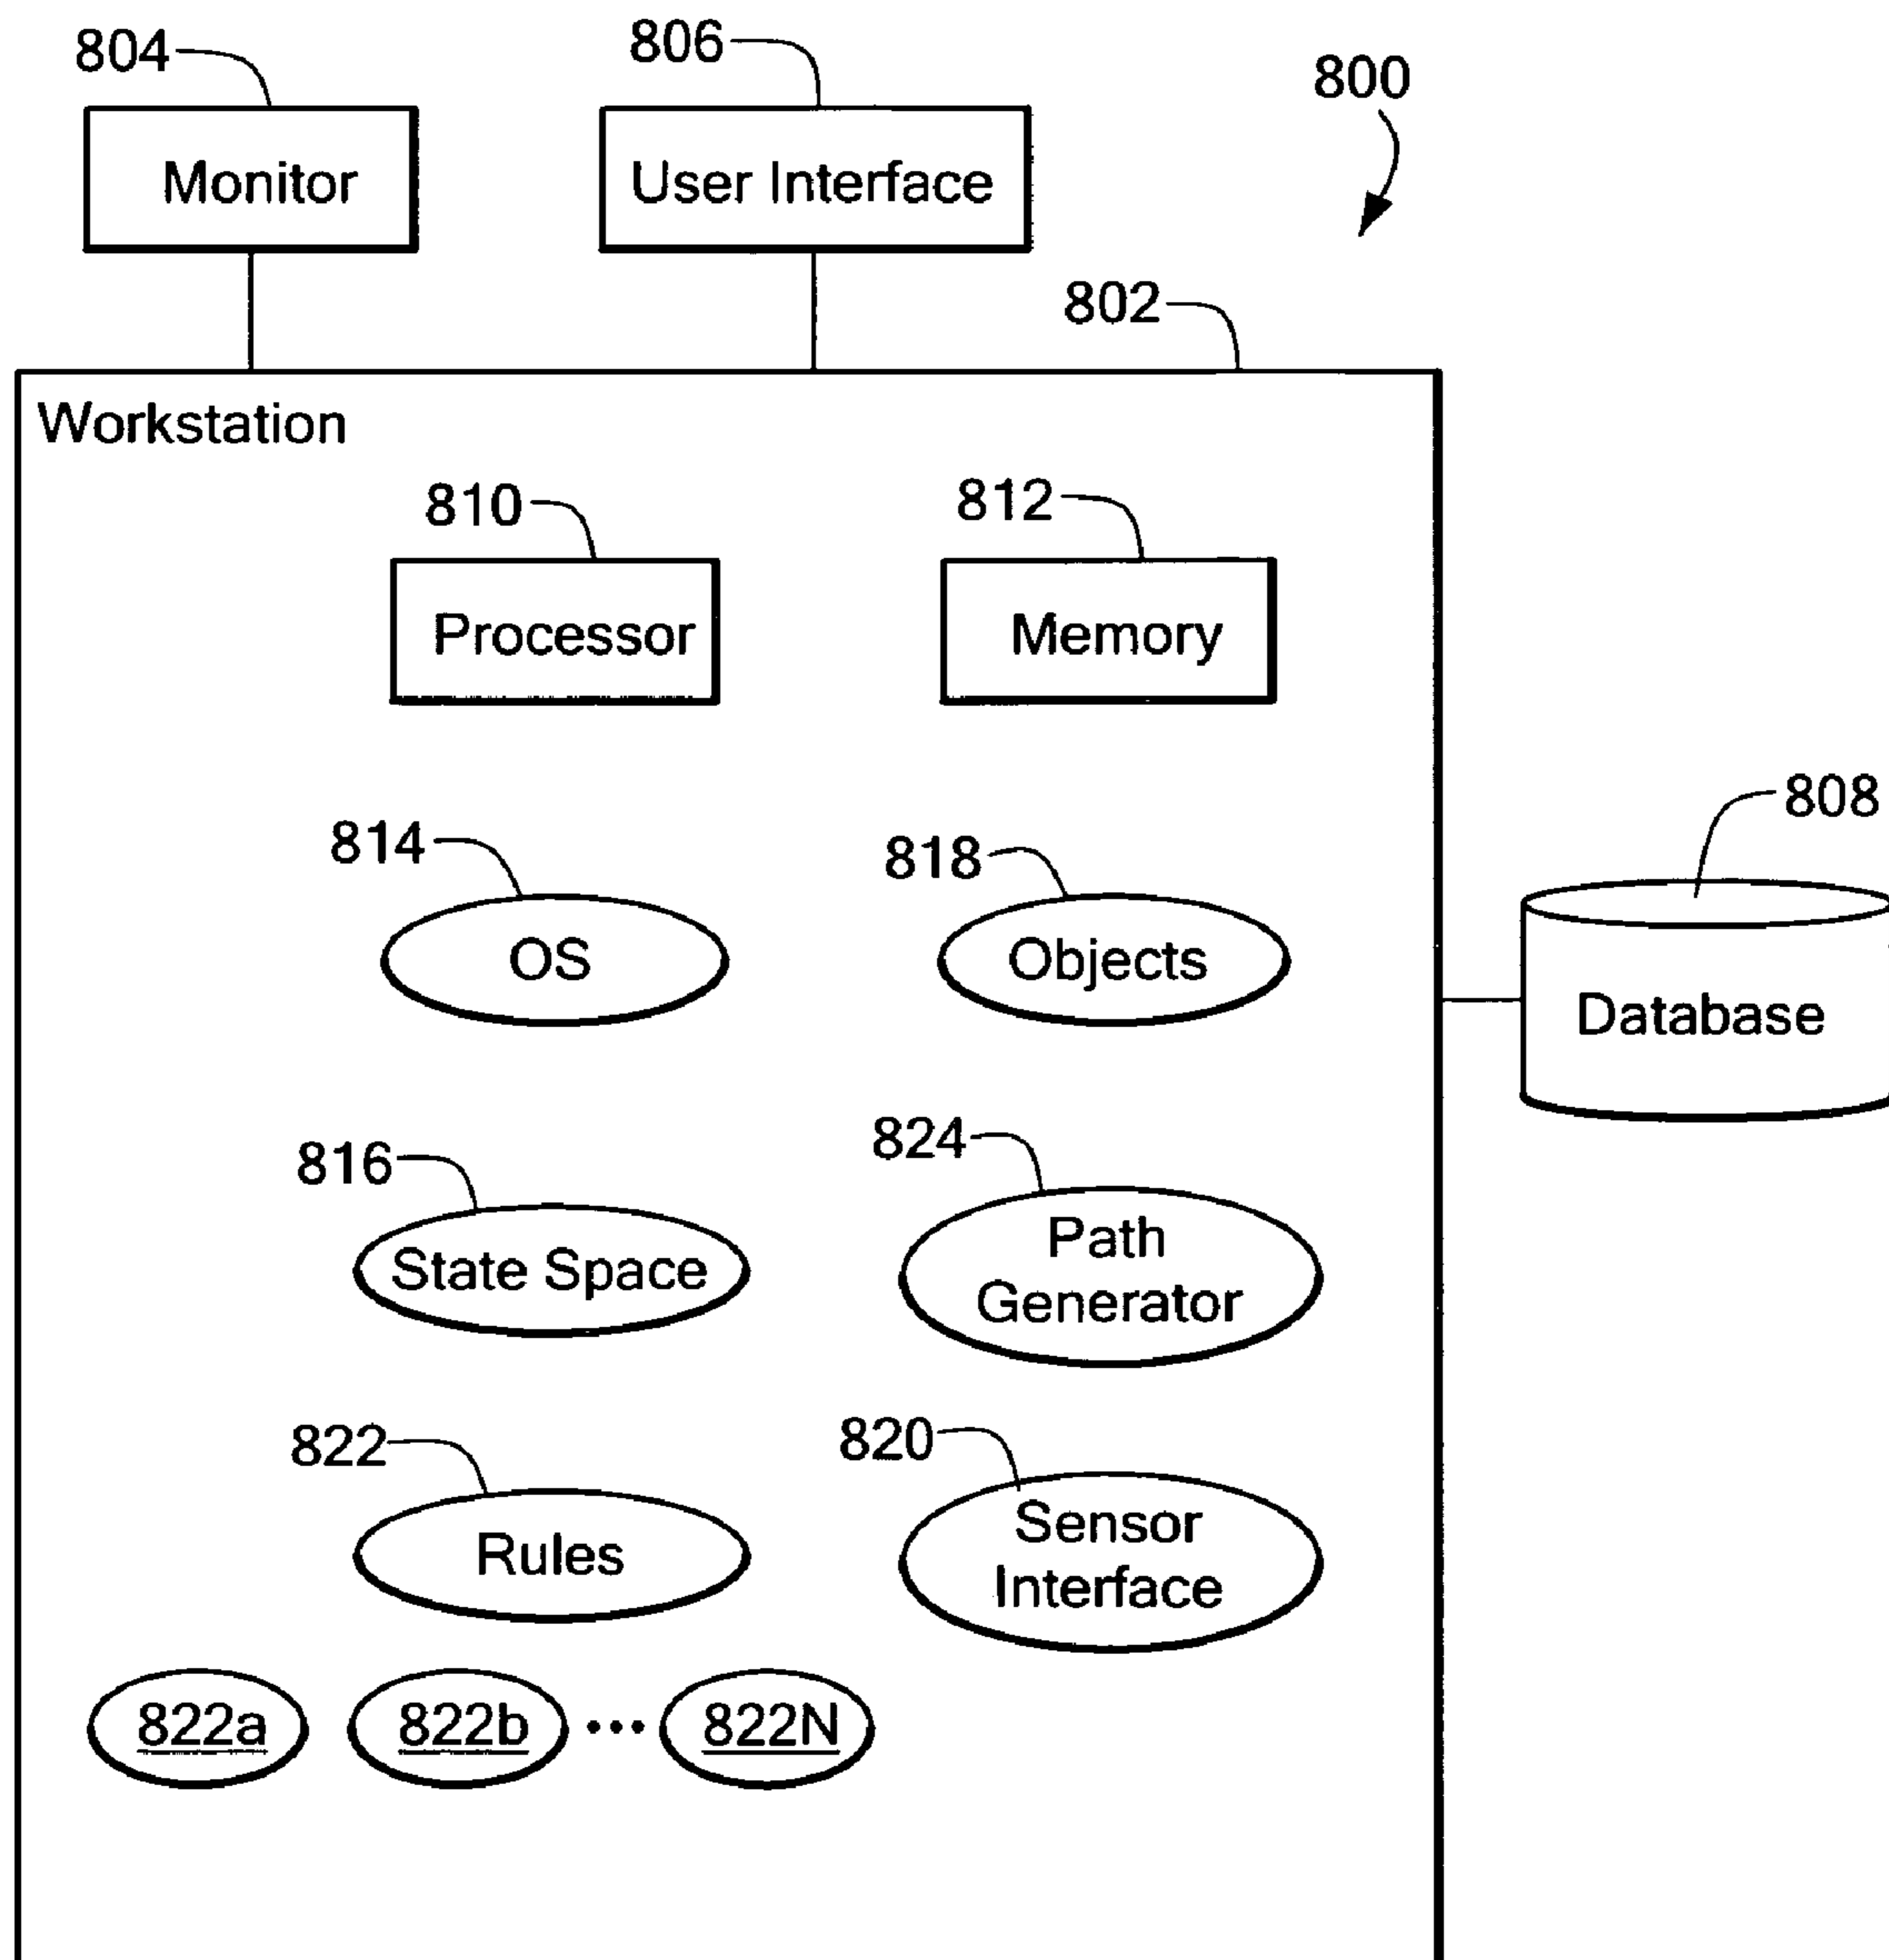 804
806
800
Monitor
User Interface
802
Workstation
810
812
Processor
Memory
808
814
818
OS
Objects
Database
816
824
State Space
Path
Generator
822
820
Rules
Sensor
Interface
822a
822b
...
822N